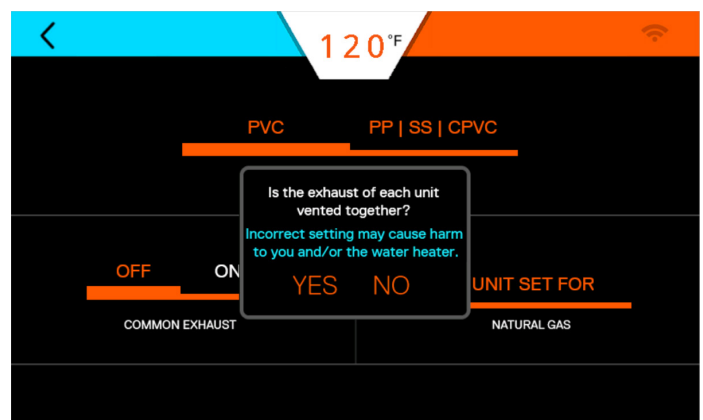 120°F
PVC
PP | SS | CPVC
Is the exhaust of each unit
vented together?
Incorrect setting may cause harm
to you and/or the water heater.
YES
NO
OFF
ON
UNIT SET FOR
COMMON EXHAUST
NATURAL GAS